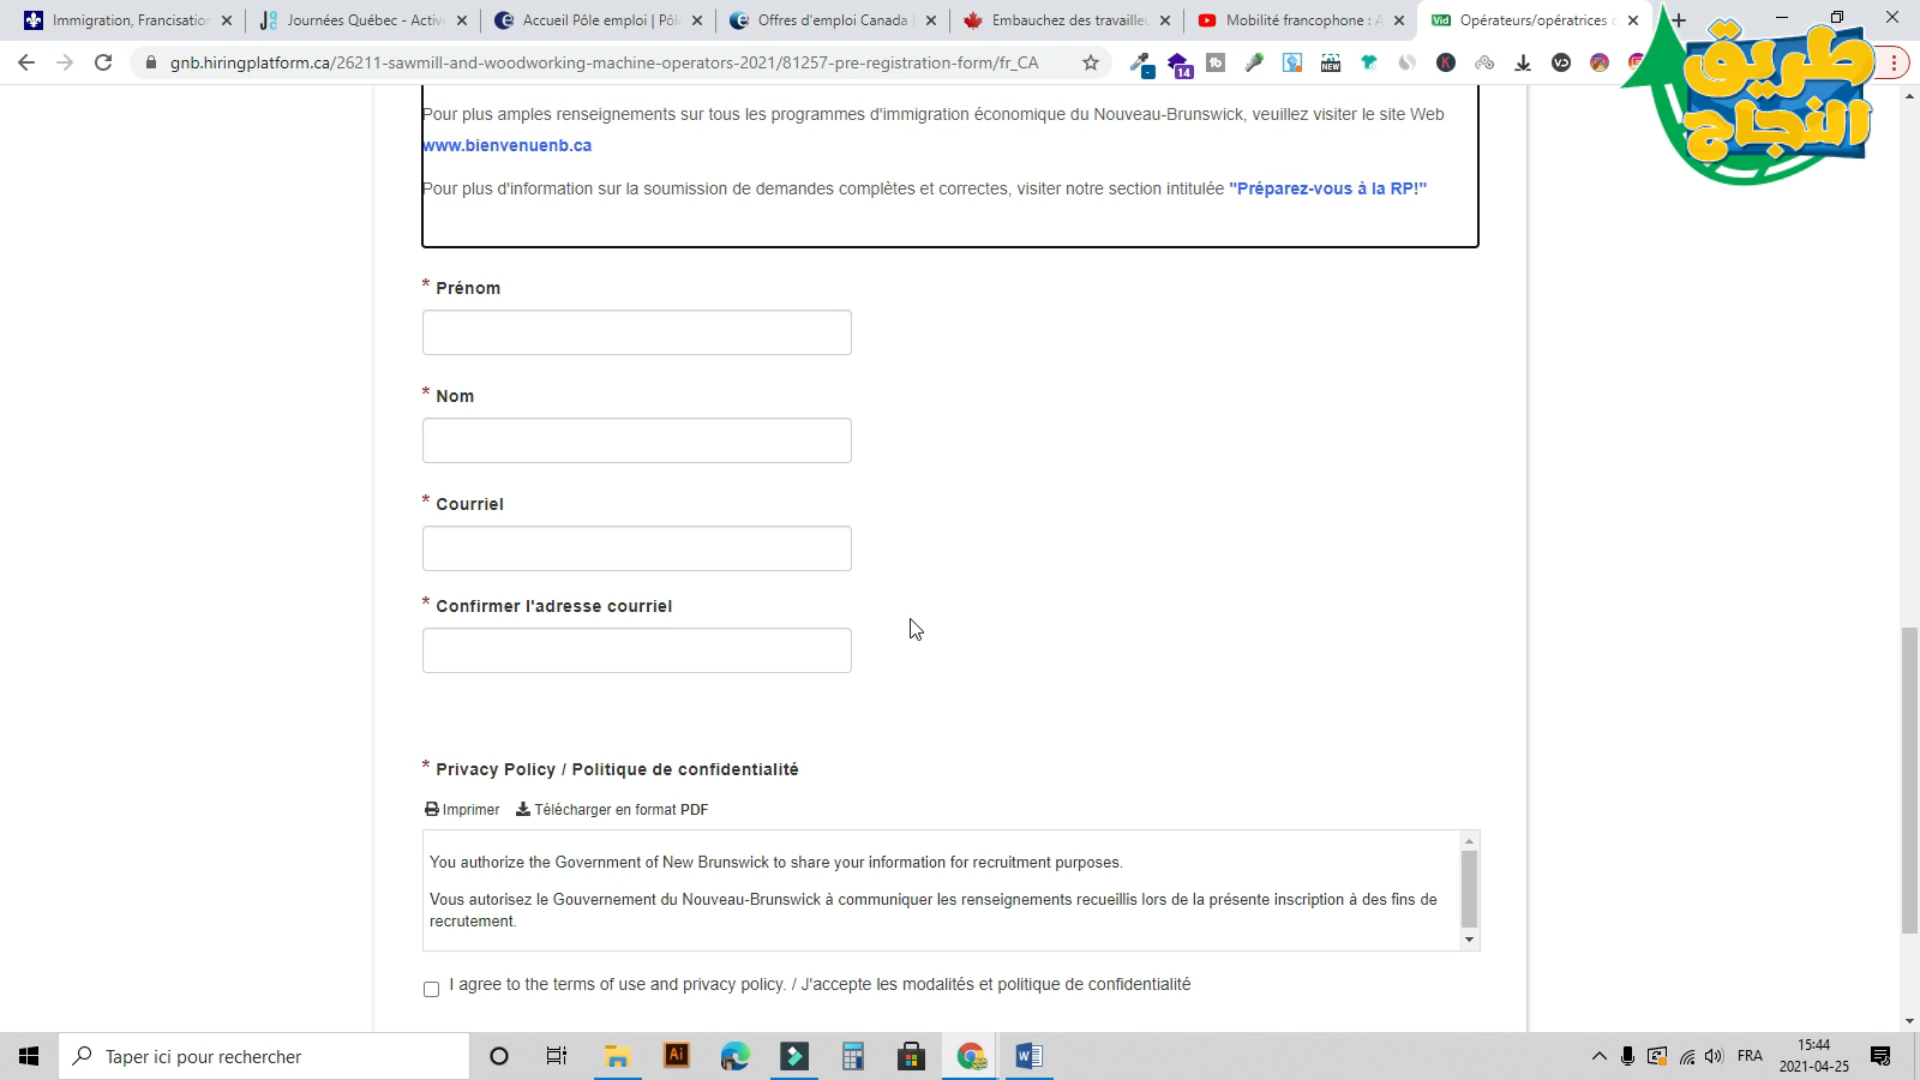 Immigration, Francisatio
Journées Québec - Activi
Accueil Pôle emploi | Pôl
Offres d'emploi Canada |
Embauchez des travailleu
Mobilité francophone : A
Vid Opérateurs/opératrices c
gnb.hiringplatform.ca/26211-sawmill-and-woodworking-machine-operators-2021/81257-pre-registration-form/fr_CA
14
NEW
طريق
النجاح
Pour plus amples renseignements sur tous les programmes d'immigration économique du Nouveau-Brunswick, veuillez visiter le site Web
www.bienvenuenb.ca
Pour plus d'information sur la soumission de demandes complètes et correctes, visiter notre section intitulée "Préparez-vous à la RP!"
* Prénom
* Nom
* Courriel
* Confirmer l'adresse courriel
* Privacy Policy / Politique de confidentialité
Imprimer Télécharger en format PDF
You authorize the Government of New Brunswick to share your information for recruitment purposes.
Vous autorisez le Gouvernement du Nouveau-Brunswick à communiquer les renseignements recueillis lors de la présente inscription à des fins de
recrutement.
I agree to the terms of use and privacy policy. / J'accepte les modalités et politique de confidentialité
Taper ici pour rechercher
Ai
W
FRA
15:44
2021-04-25